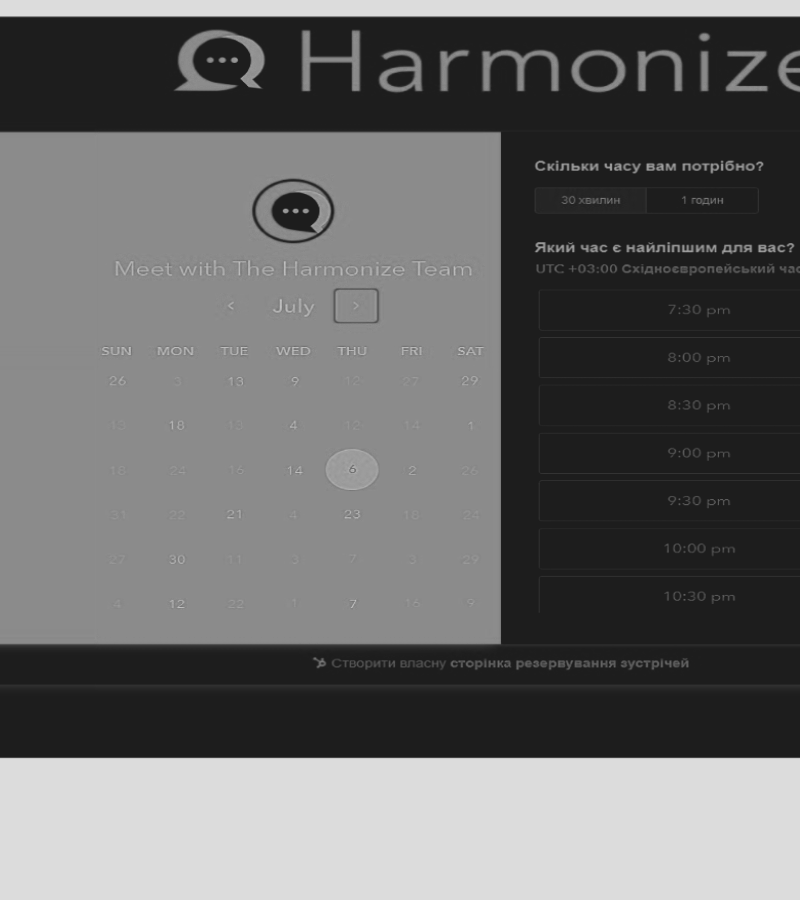 Harmonize
Meet with The Harmonize Team
< July >
SUN MON TUE WED THU FRI SAT
26 3 13 9 12 27 29
13 18 13 4 12 14 1
18 24 16 14 6 2 26
31 22 21 4 23 18 24
27 30 11 3 7 3 29
4 12 22 1 7 16 9
Скільки часу вам потрібно?
30 хвилин 1 годин
Який час є найліпшим для вас?
UTC +03:00 Східноєвропейський час
7:30 pm
8:00 pm
8:30 pm
9:00 pm
9:30 pm
10:00 pm
10:30 pm
Створити власну сторінка резервування зустрічей